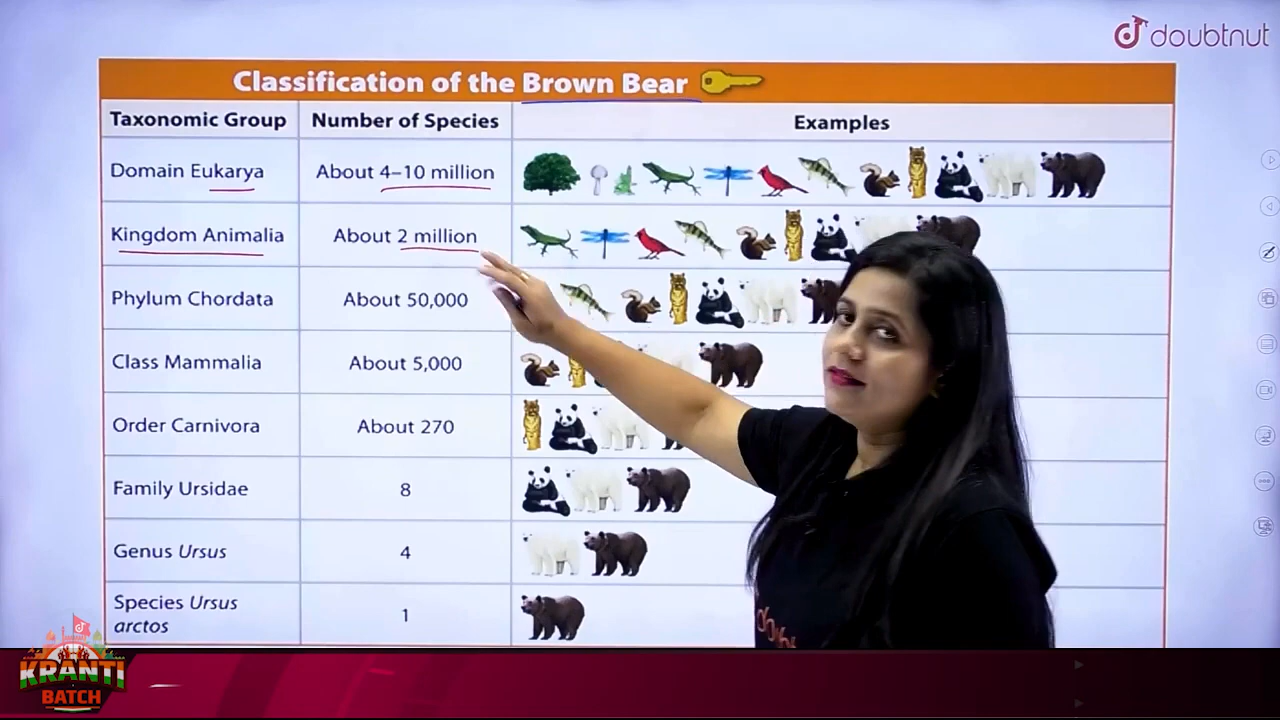 doubtnut
Classification of the Brown Bear
Taxonomic Group Number of Species Examples
Domain Eukarya About 4–10 million
Kingdom Animalia About 2 million
Phylum Chordata About 50,000
Class Mammalia About 5,000
Order Carnivora About 270
Family Ursidae 8
Genus Ursus 4
Species Ursus
arctos 1
KRANTI
BATCH